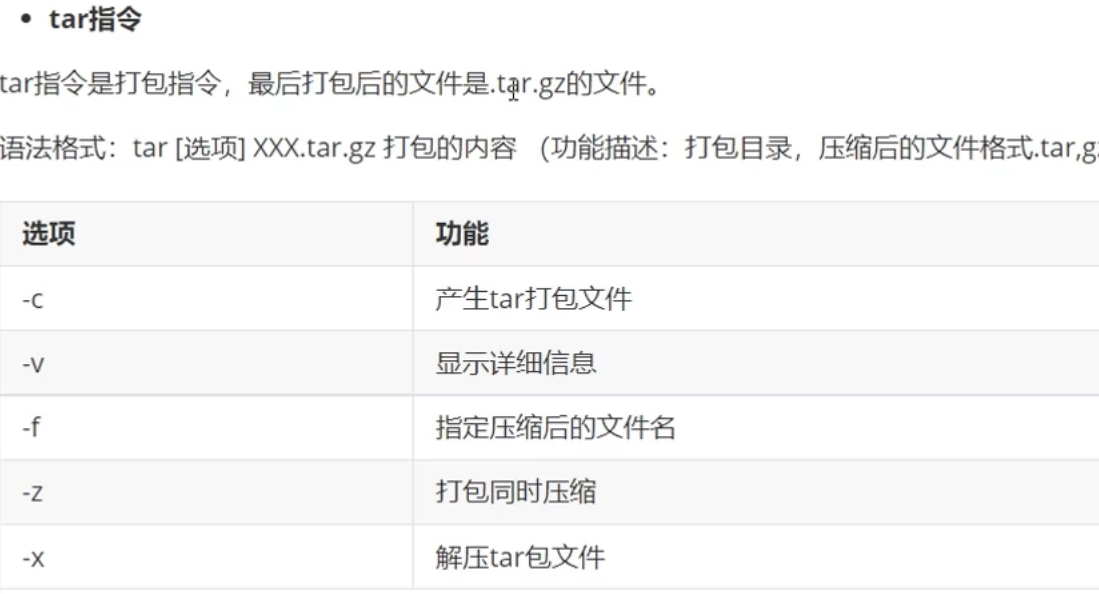 • tar指令
tar指令是打包指令，最后打包后的文件是.tar.gz的文件。
语法格式：tar [选项] XXX.tar.gz 打包的内容 （功能描述：打包目录，压缩后的文件格式.tar,g
选项 功能
-c 产生tar打包文件
-v 显示详细信息
-f 指定压缩后的文件名
-z 打包同时压缩
-x 解压tar包文件